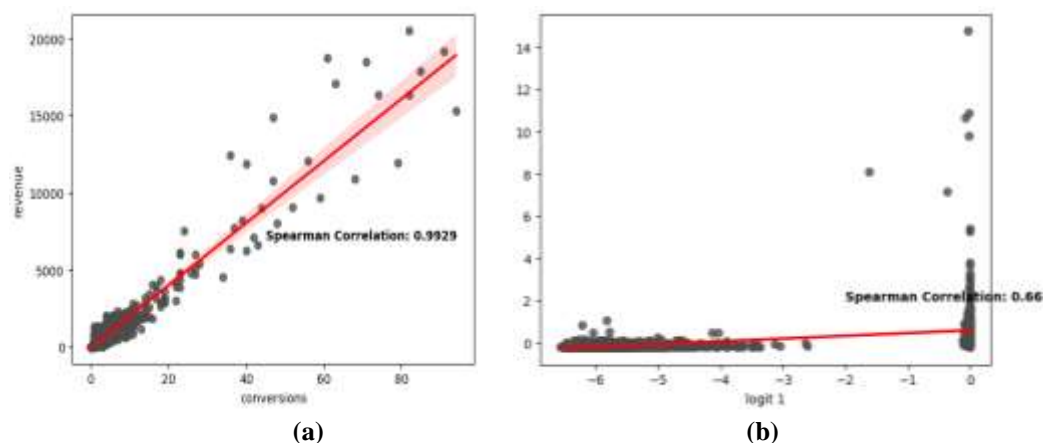 20000
15000
10000
5000
0
revenue
Spearman Correlation: 0.9929
0 20 40 60 80
conversions
(a)
14
12
10
8
6
4
2
0
Spearman Correlation: 0.66
−6 −5 −4 −3 −2 −1 0
logit 1
(b)